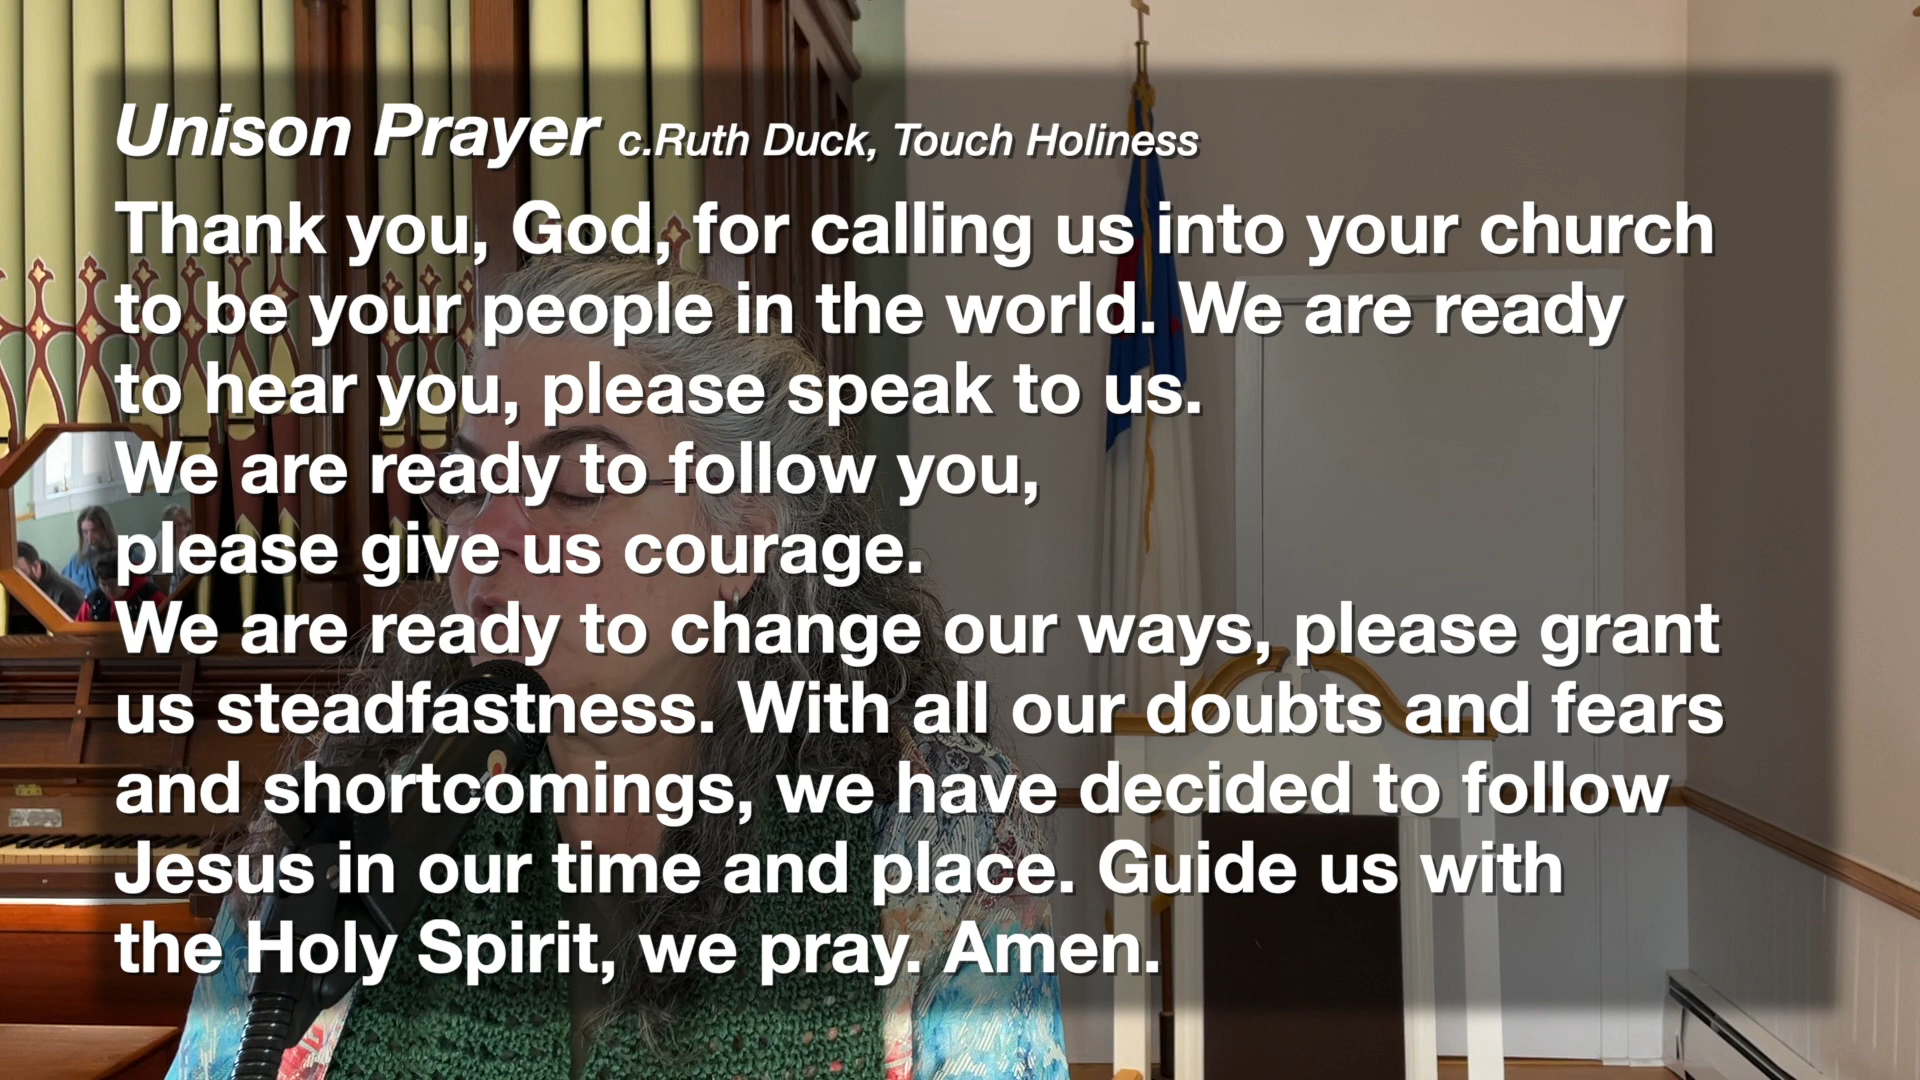 Unison Prayer c.Ruth Duck, Touch Holiness
Thank you, God, for calling us into your church
to be your people in the world. We are ready
to hear you, please speak to us.
We are ready to follow you,
please give us courage.
We are ready to change our ways, please grant
us steadfastness. With all our doubts and fears
and shortcomings, we have decided to follow
Jesus in our time and place. Guide us with
the Holy Spirit, we pray. Amen.